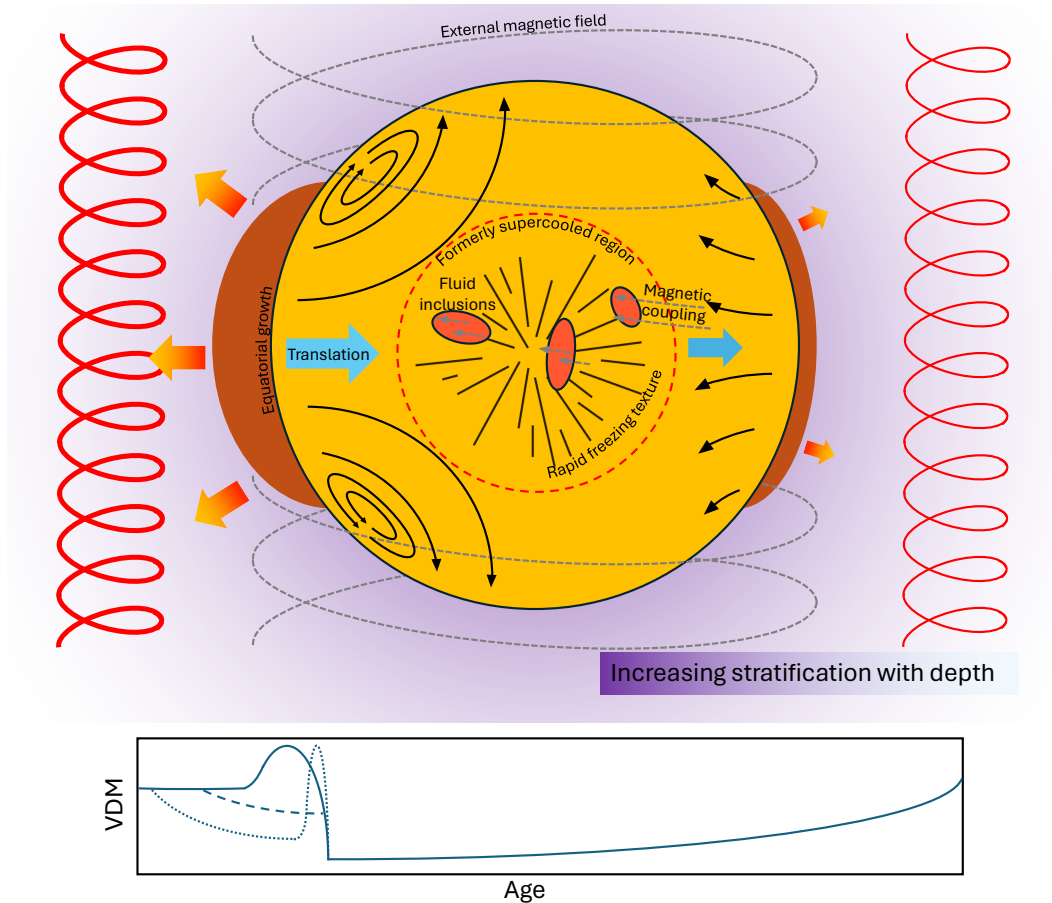 External magnetic field
Formerly supercooled region
Fluid
inclusions
Magnetic
coupling
Equatorial growth
Translation
Rapid freezing texture
Increasing stratification with depth
VDM
Age